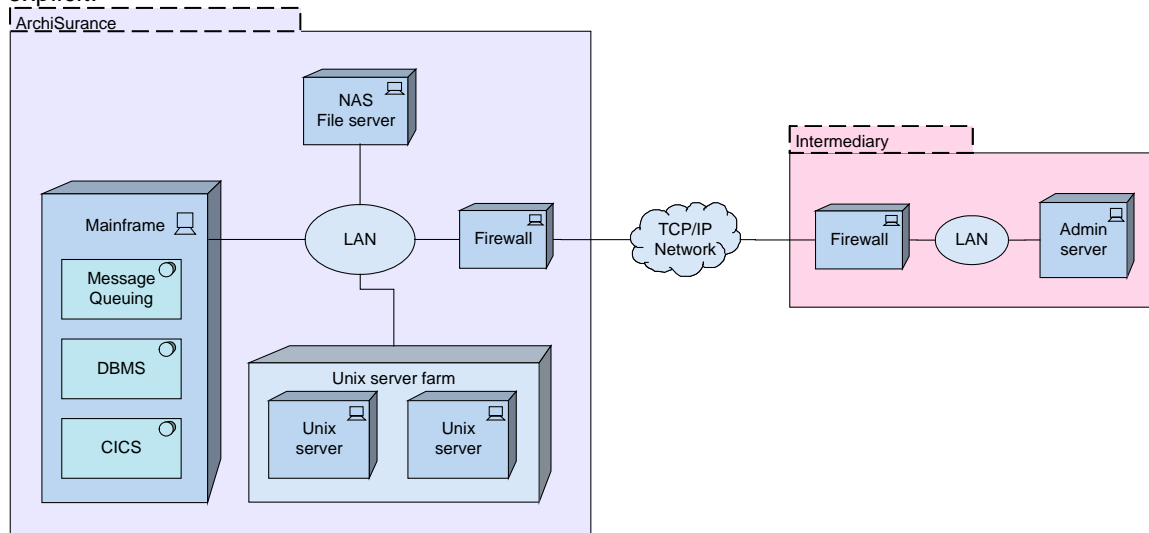 explicit.
ArchiSurance
NAS
File server
Intermediary
Mainframe
LAN
Firewall
TCP/IP
Network
Firewall
LAN
Admin
server
Message
Queuing
DBMS
CICS
Unix server farm
Unix
server
Unix
server